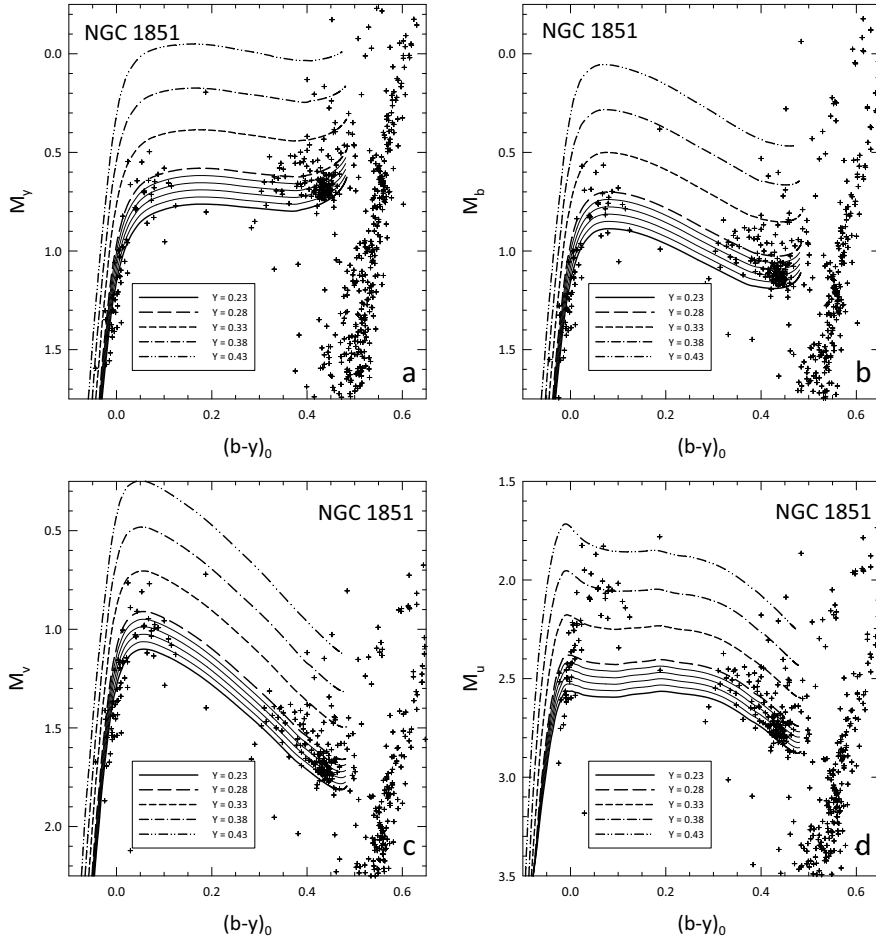 NGC 1851
0.0
0.5
1.0
1.5
M_y
Y = 0.23
Y = 0.28
Y = 0.33
Y = 0.38
Y = 0.43
a
0.0 0.2 0.4 0.6
(b-y)_0
NGC 1851
0.0
0.5
1.0
1.5
M_b
Y = 0.23
Y = 0.28
Y = 0.33
Y = 0.38
Y = 0.43
b
0.0 0.2 0.4 0.6
(b-y)_0
NGC 1851
0.5
1.0
1.5
2.0
M_v
Y = 0.23
Y = 0.28
Y = 0.33
Y = 0.38
Y = 0.43
c
0.0 0.2 0.4 0.6
(b-y)_0
NGC 1851
1.5
2.0
2.5
3.0
3.5
M_u
Y = 0.23
Y = 0.28
Y = 0.33
Y = 0.38
Y = 0.43
d
0.0 0.2 0.4 0.6
(b-y)_0